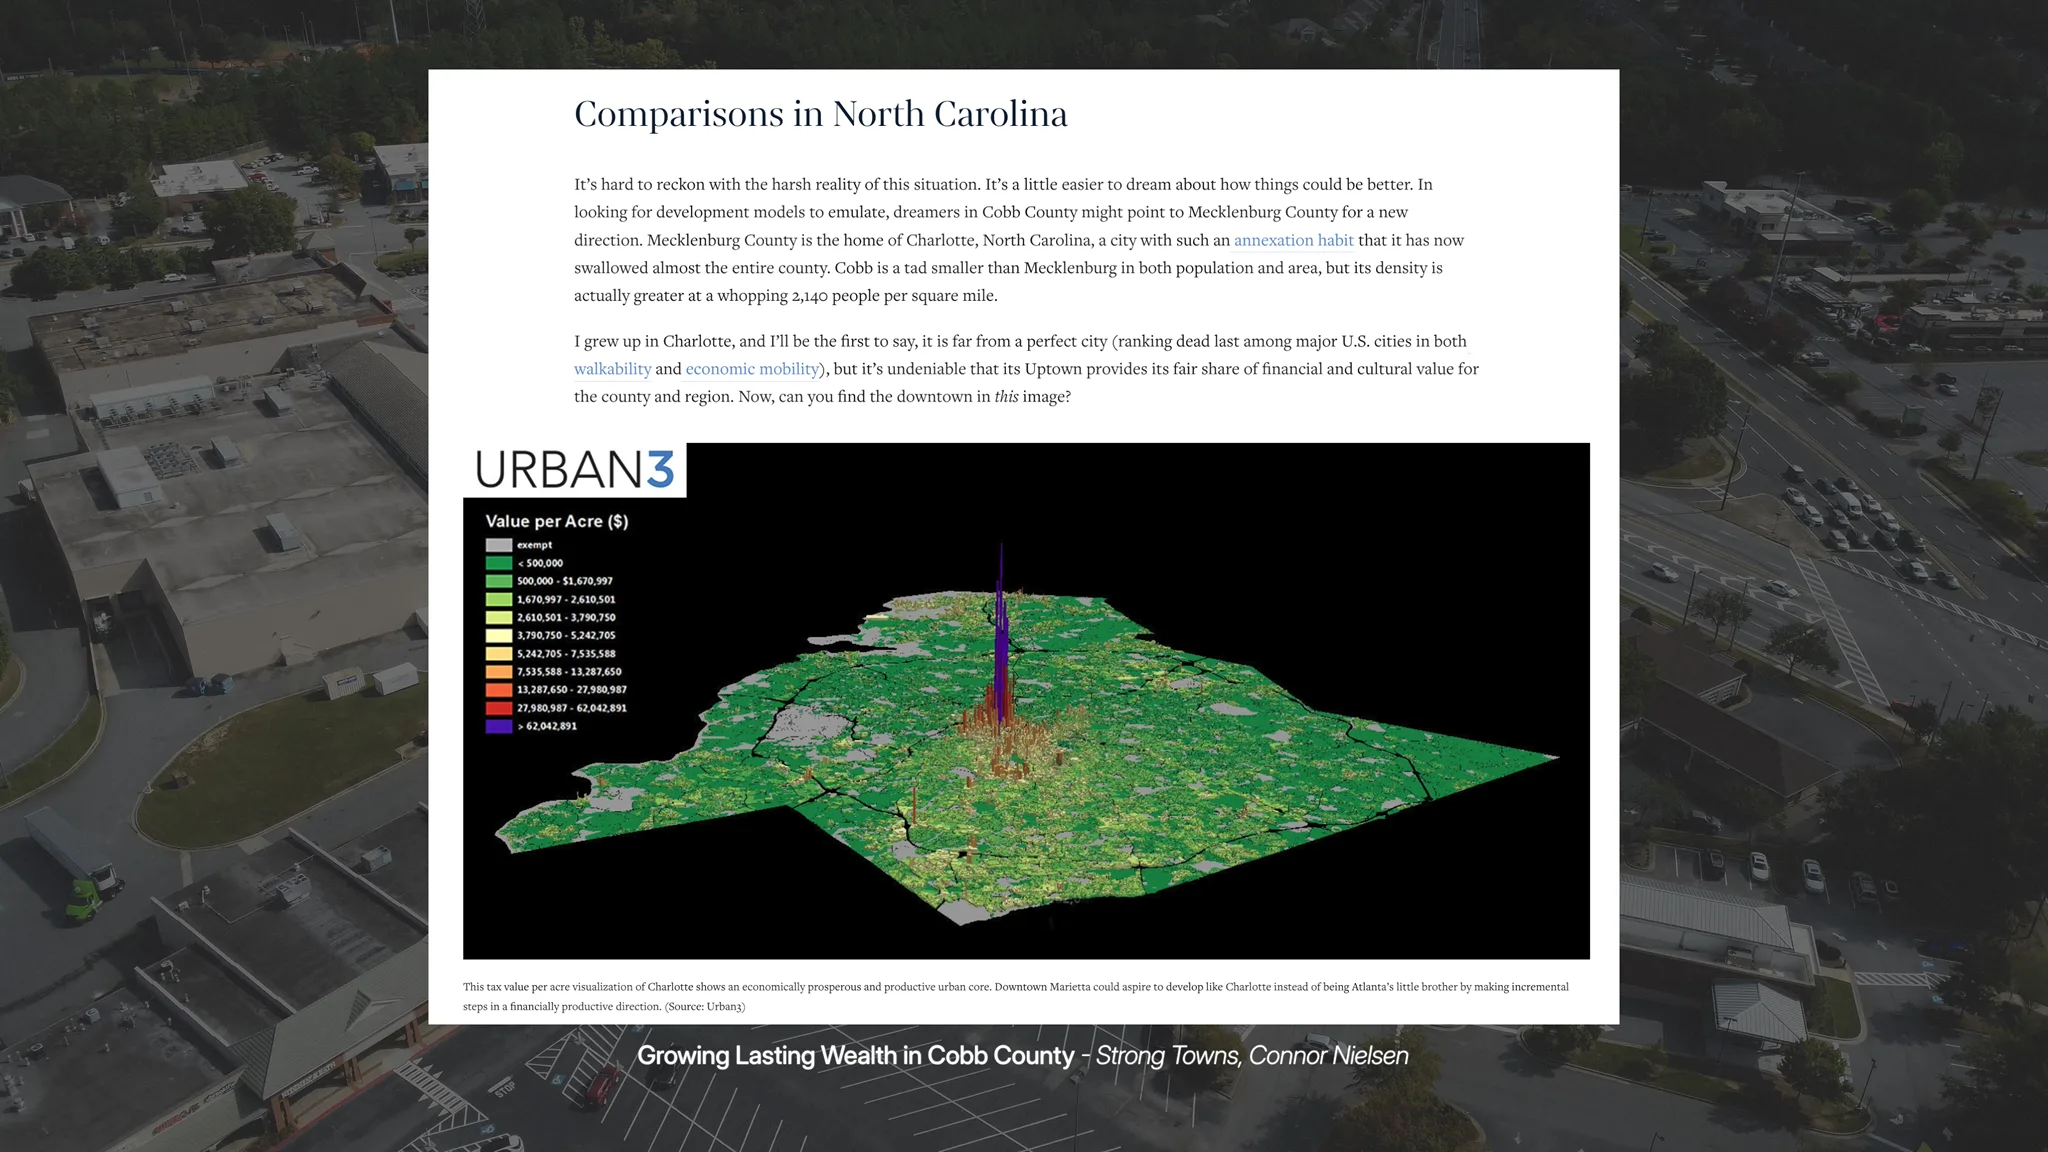 Comparisons in North Carolina
It’s hard to reckon with the harsh reality of this situation. It’s a little easier to dream about how things could be better. In
looking for development models to emulate, dreamers in Cobb County might point to Mecklenburg County for a new
direction. Mecklenburg County is the home of Charlotte, North Carolina, a city with such an annexation habit that it has now
swallowed almost the entire county. Cobb is a tad smaller than Mecklenburg in both population and area, but its density is
actually greater at a whopping 2,140 people per square mile.
I grew up in Charlotte, and I’ll be the first to say, it is far from a perfect city (ranking dead last among major U.S. cities in both
walkability and economic mobility), but it’s undeniable that its Uptown provides its fair share of financial and cultural value for
the county and region. Now, can you find the downtown in this image?
URBAN3
Value per Acre ($)
exempt
< 500,000
500,000 - $1,670,997
1,670,997 - 2,610,501
2,610,501 - 3,790,750
3,790,750 - 5,242,705
5,242,705 - 7,535,588
7,535,588 - 13,287,650
13,287,650 - 27,980,987
27,980,987 - 62,042,891
> 62,042,891
This tax value per acre visualization of Charlotte shows an economically prosperous and productive urban core. Downtown Marietta could aspire to develop like Charlotte instead of being Atlanta’s little brother by making incremental
steps in a financially productive direction. (Source: Urban3)
Growing Lasting Wealth in Cobb County - Strong Towns, Connor Nielsen
STOP